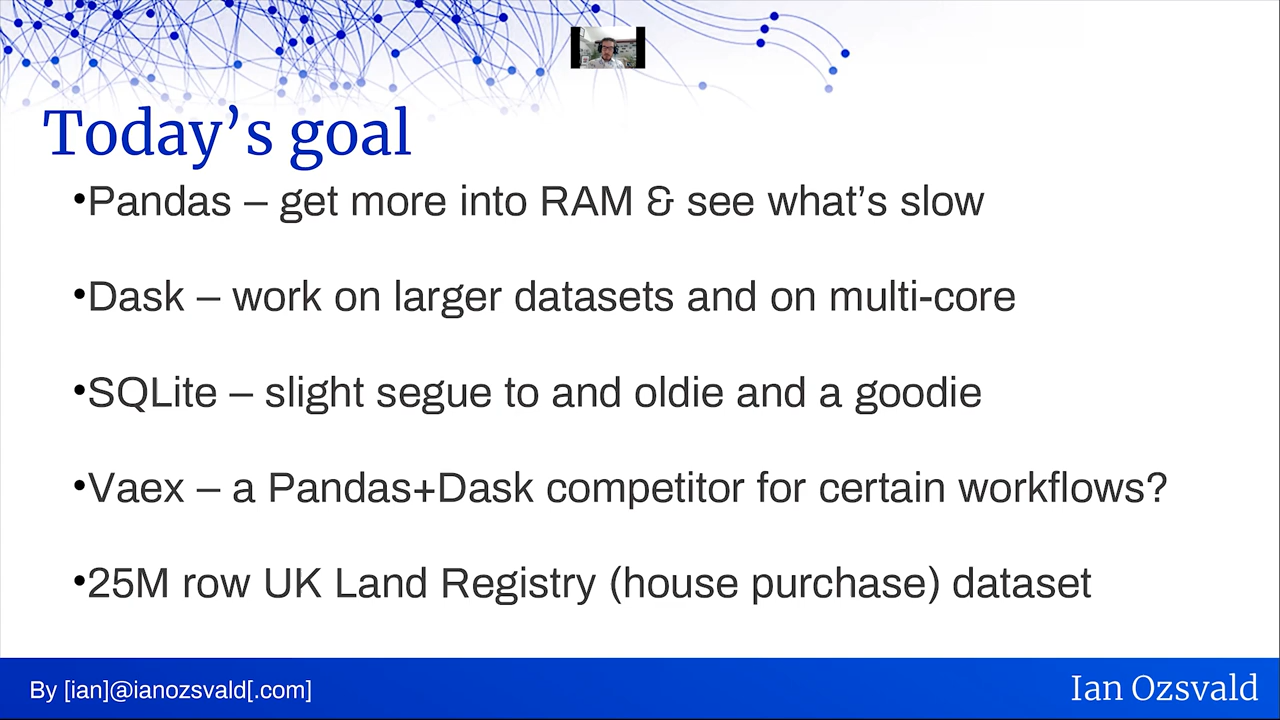 Today’s goal
•Pandas – get more into RAM & see what’s slow
•Dask – work on larger datasets and on multi-core
•SQLite – slight segue to and oldie and a goodie
•Vaex – a Pandas+Dask competitor for certain workflows?
•25M row UK Land Registry (house purchase) dataset
By [ian]@ianozsvald[.com]
Ian Ozsvald